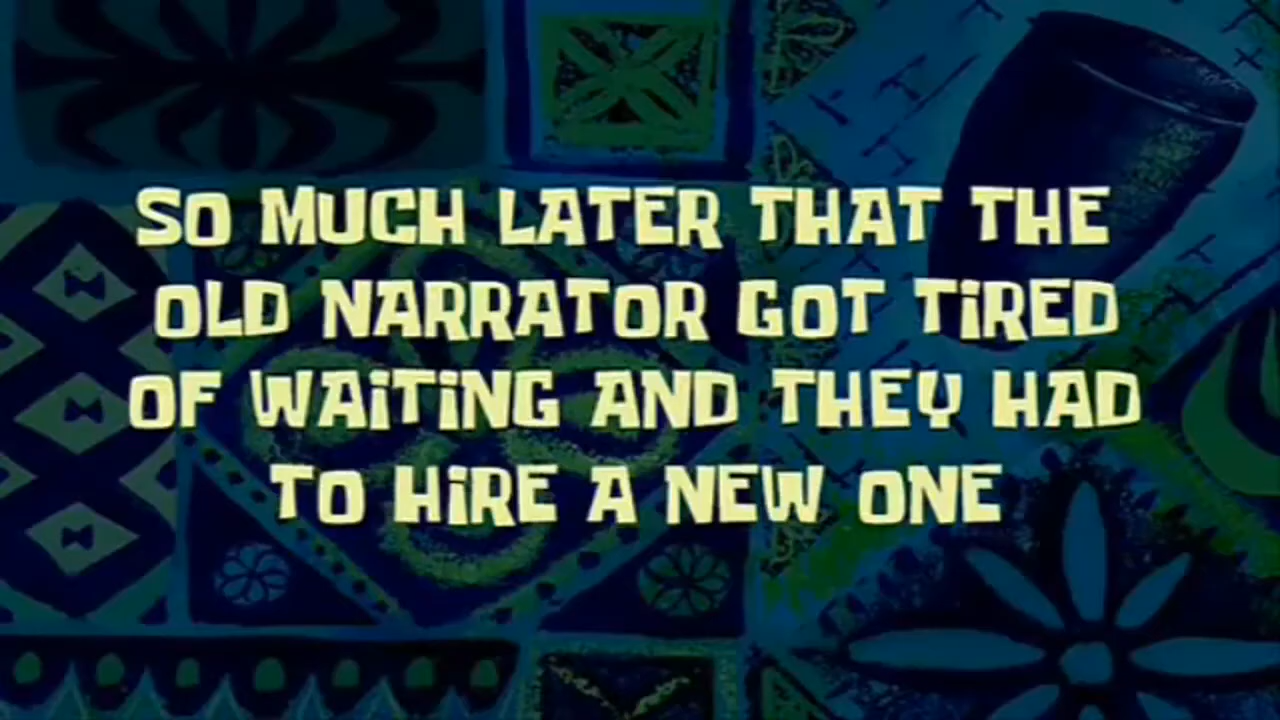 SO MUCH LATER THAT THE
OLD NARRATOR GOT TiRED
OF WAiTiNG AND THEY HAD
TO HiRE A NEW ONE